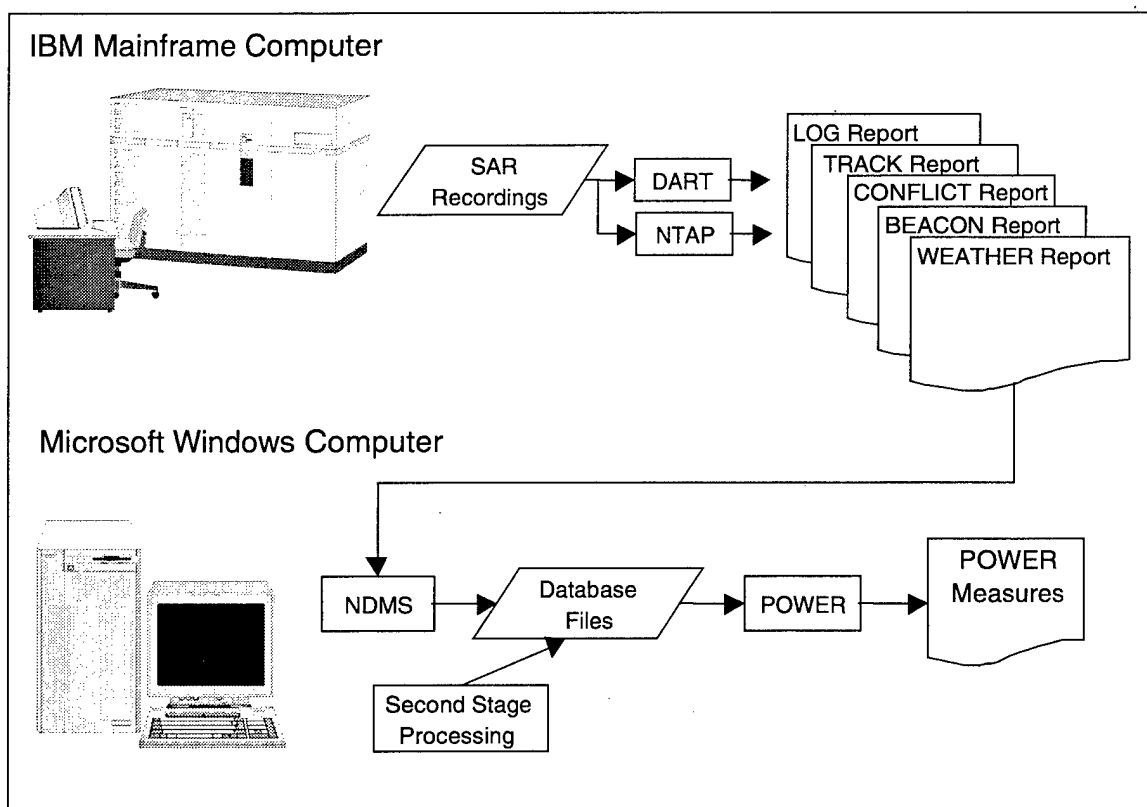 IBM Mainframe Computer
SAR
Recordings
DART
NTAP
LOG Report
TRACK Report
CONFLICT Report
BEACON Report
WEATHER Report
Microsoft Windows Computer
NDMS
Database
Files
POWER
POWER
Measures
Second Stage
Processing